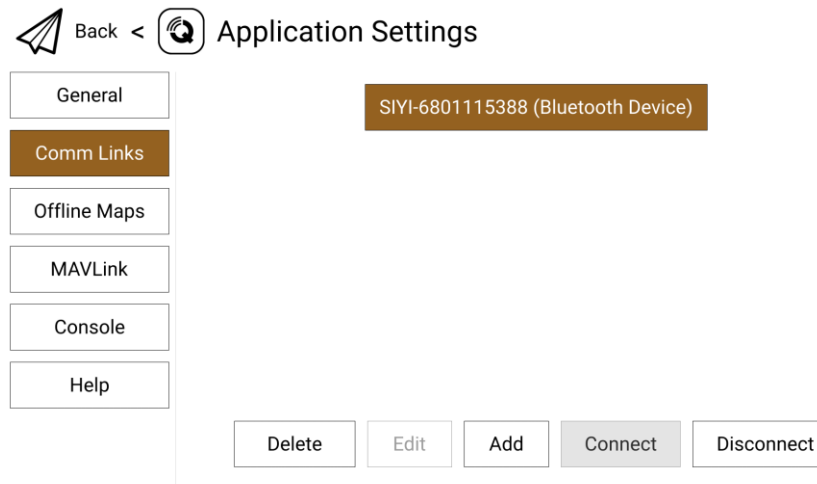 Back < Application Settings
General
SIYI-6801115388 (Bluetooth Device)
Comm Links
Offline Maps
MAVLink
Console
Help
Delete Edit Add Connect Disconnect